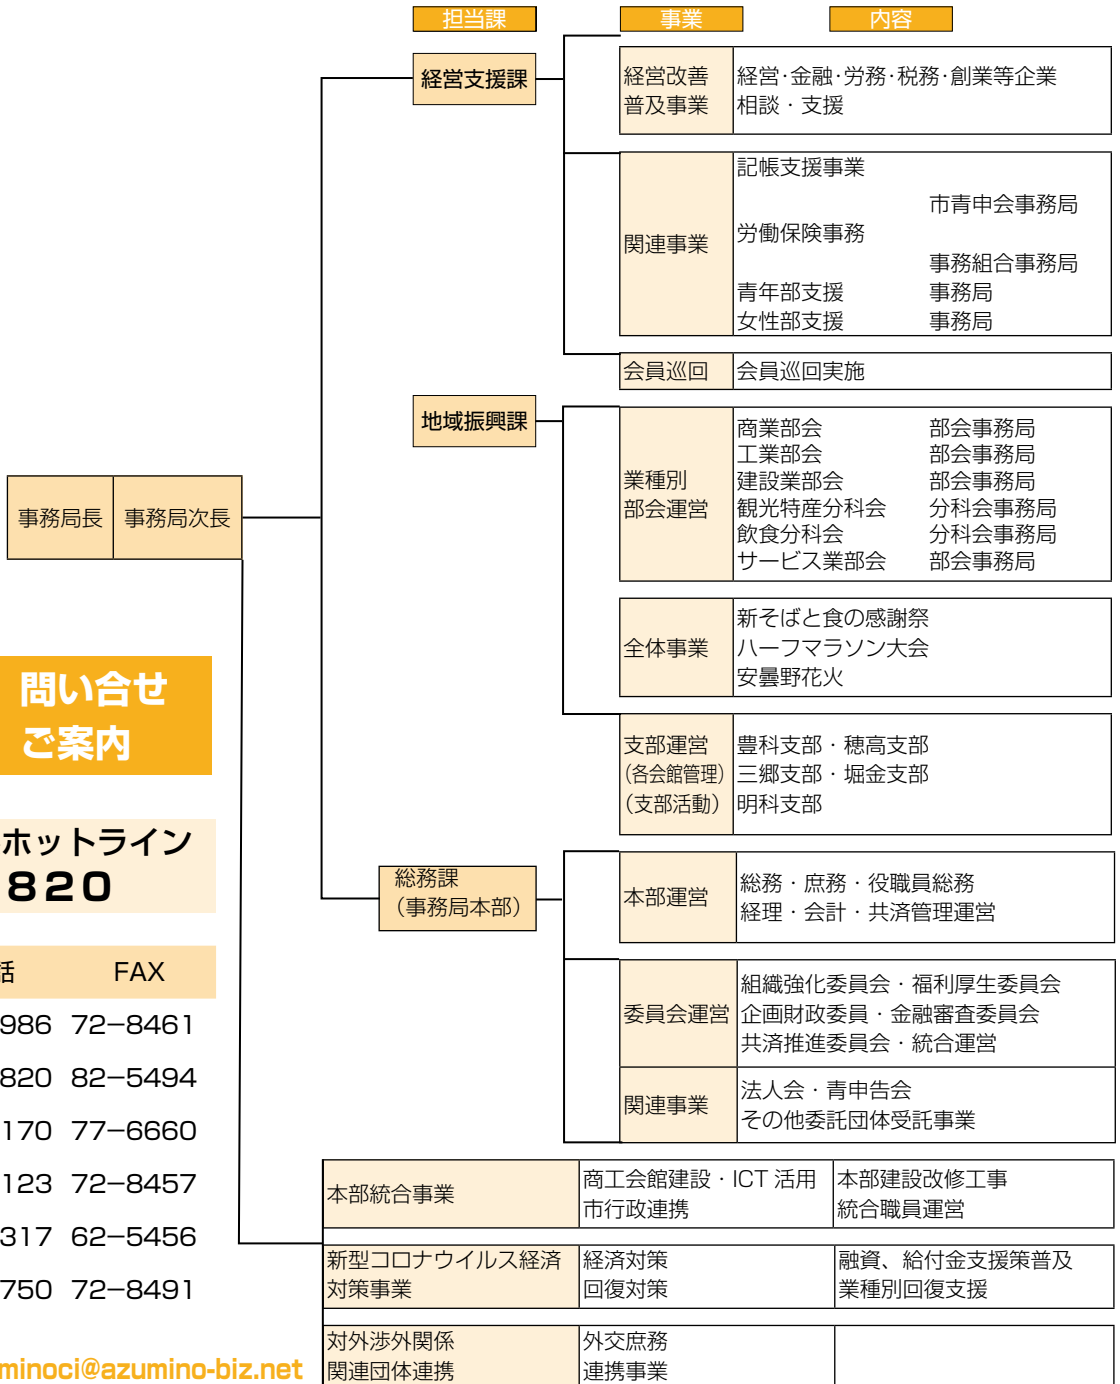 担当課 事業 内容
経営支援課
経営改善
普及事業
経営・金融・労務・税務・創業等企業
相談・支援
関連事業
記帳支援事業
市青申会事務局
労働保険事務
事務組合事務局
青年部支援 事務局
女性部支援 事務局
会員巡回 会員巡回実施
地域振興課
業種別
部会運営
商業部会 部会事務局
工業部会 部会事務局
建設業部会 部会事務局
観光特産分科会 分科会事務局
飲食分科会 分科会事務局
サービス業部会 部会事務局
事務局長 事務局次長
全体事業
新そばと食の感謝祭
ハーフマラソン大会
安曇野花火
支部運営
(各会館管理)
（支部活動）
豊科支部・穂高支部
三郷支部・堀金支部
明科支部
総務課
（事務局本部）
本部運営
総務・庶務・役職員総務
経理・会計・共済管理運営
委員会運営
組織強化委員会・福利厚生委員会
企画財政委員・金融審査委員会
共済推進委員会・統合運営
関連事業
法人会・青申告会
その他委託団体受託事業
本部統合事業
商工会館建設・ICT 活用
市行政連携
本部建設改修工事
統合職員運営
新型コロナウイルス経済
対策事業
経済対策
回復対策
融資、給付金支援策普及
業種別回復支援
対外渉外関係
関連団体連携
外交庶務
連携事業
問い合せ
ご案内
ホットライン
820
話 FAX
986 72−8461
820 82−5494
170 77−6660
123 72−8457
317 62−5456
750 72−8491
minoci@azumino-biz.net